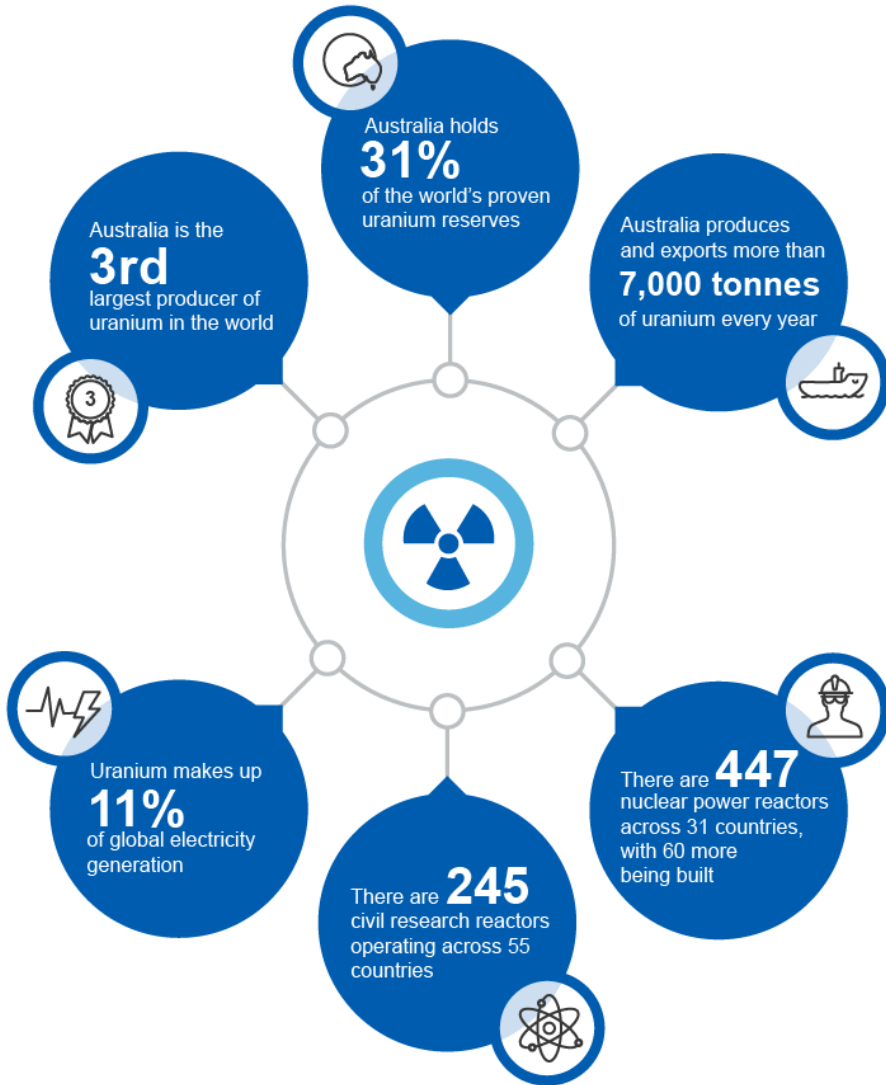 Australia holds
31%
of the world's proven
uranium reserves
Australia is the
3rd
largest producer of
uranium in the world
3
Australia produces
and exports more than
7,000 tonnes
of uranium every year
Uranium makes up
11%
of global electricity
generation
There are 245
civil research reactors
operating across 55
countries
There are 447
nuclear power reactors
across 31 countries,
with 60 more
being built